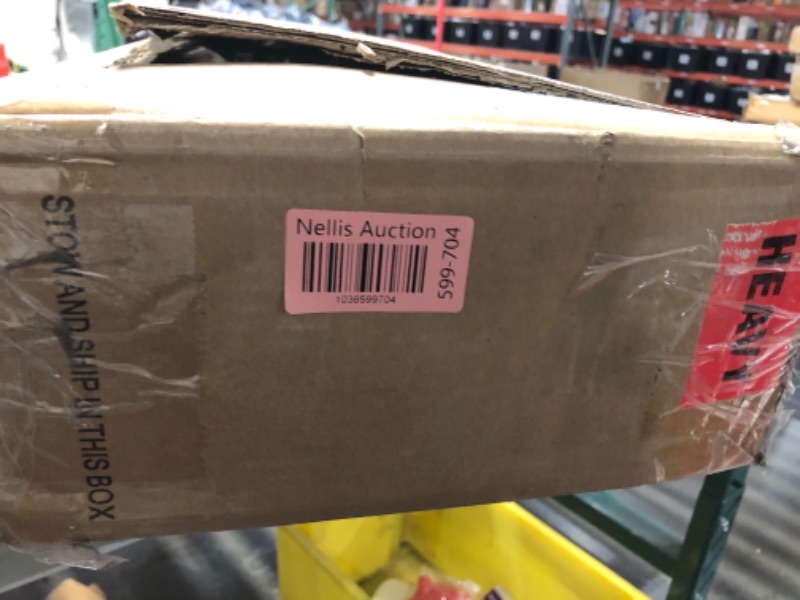 Nellis Auction
1036599704
599-704
STOW AND SHIP IN THIS BOX
HEAVY